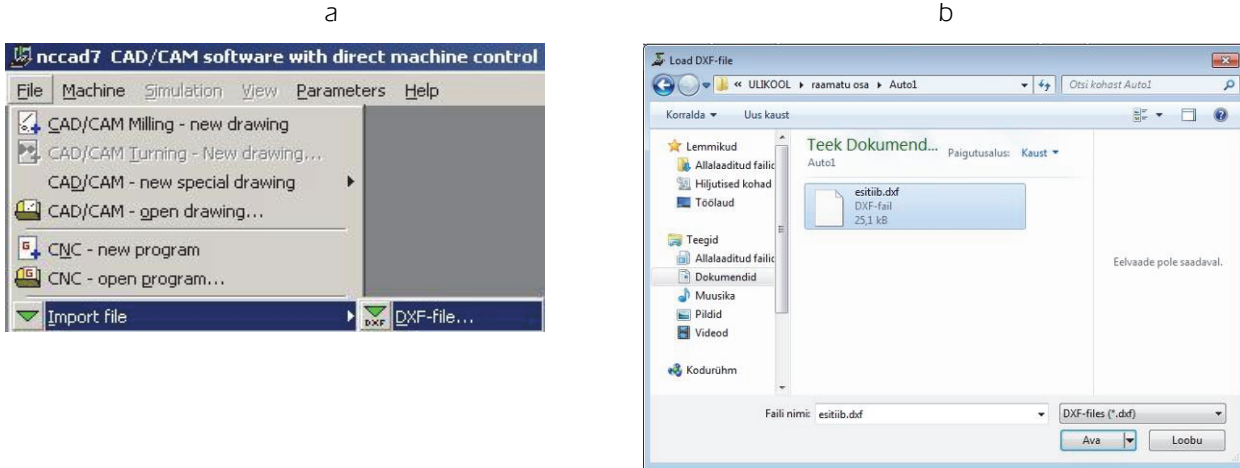 a
nccad7 CAD/CAM software with direct machine control
File Machine Simulation View Parameters Help
CAD/CAM Milling - new drawing
CAD/CAM Turning - New drawing...
CAD/CAM - new special drawing
CAD/CAM - open drawing...
CNC - new program
CNC - open program...
Import file
DXF DXF-file...
b
Load DXF-file
« ULIKOOL raamatu osa Auto1
Otsi kohast Auto1
Korralda Uus kaust
Lemmikud
Allalaaditud failic
Hiljutised kohad
Töölaud
Teegid
Allalaaditud failic
Dokumendid
Muusika
Pildid
Videod
Kodurühm
Teek Dokumend...
Auto1
Paigutusalus: Kaust
esitiib.dxf
DXF-fail
25,1 kB
Eelvaade pole saadaval.
Faili nimi: esitiib.dxf
DXF-files (*.dxf)
Ava Loobu